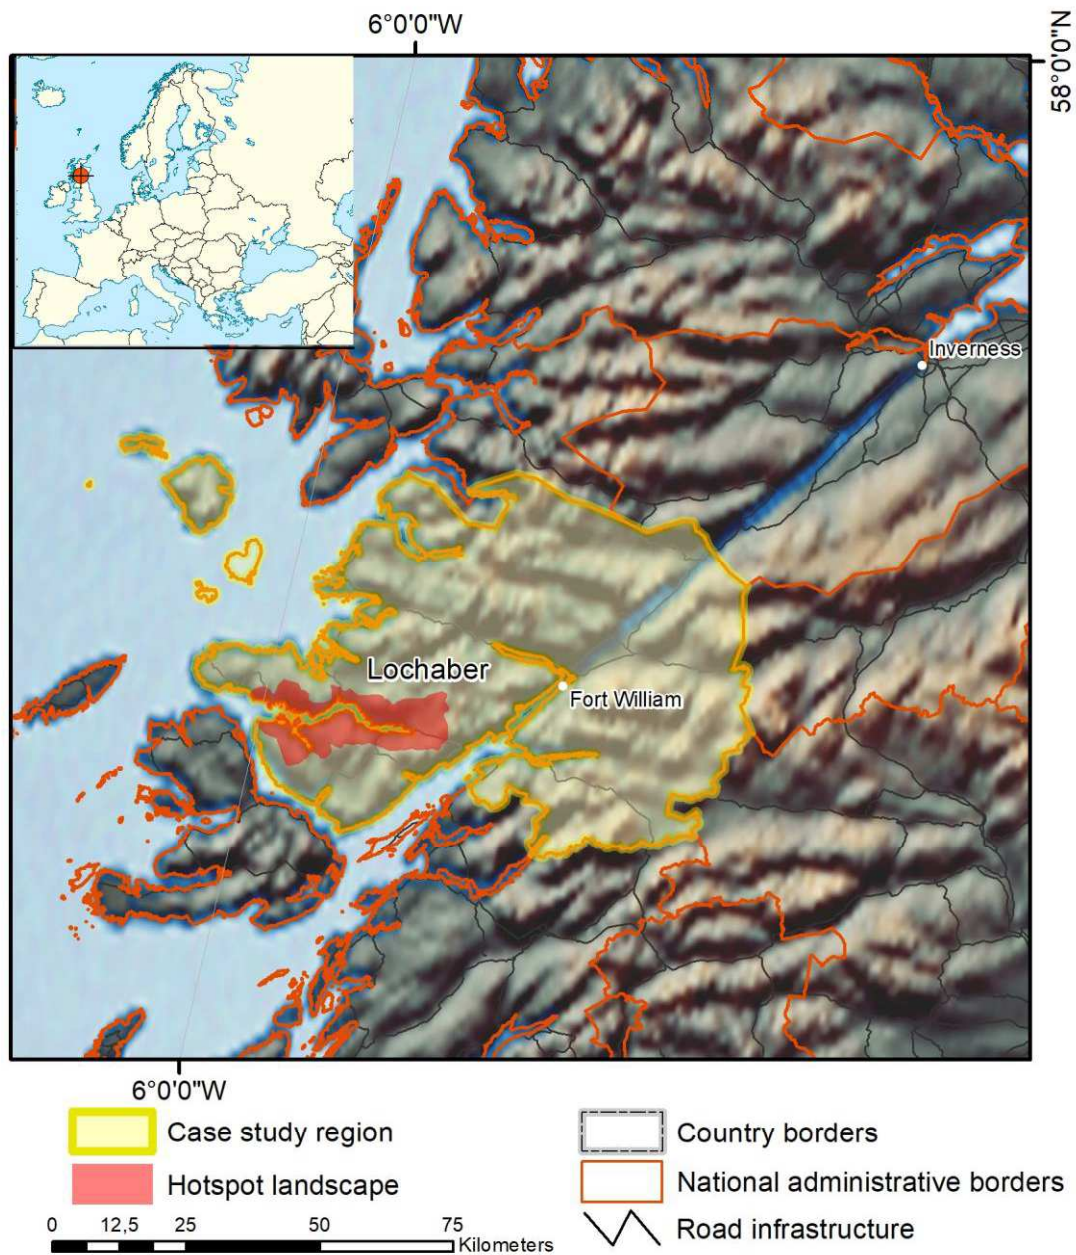 6°0'0"W
58°0'0"N
Inverness
Lochaber
Fort William
6°0'0"W
Case study region
Country borders
Hotspot landscape
National administrative borders
0 12,5 25 50 75
Kilometers
Road infrastructure